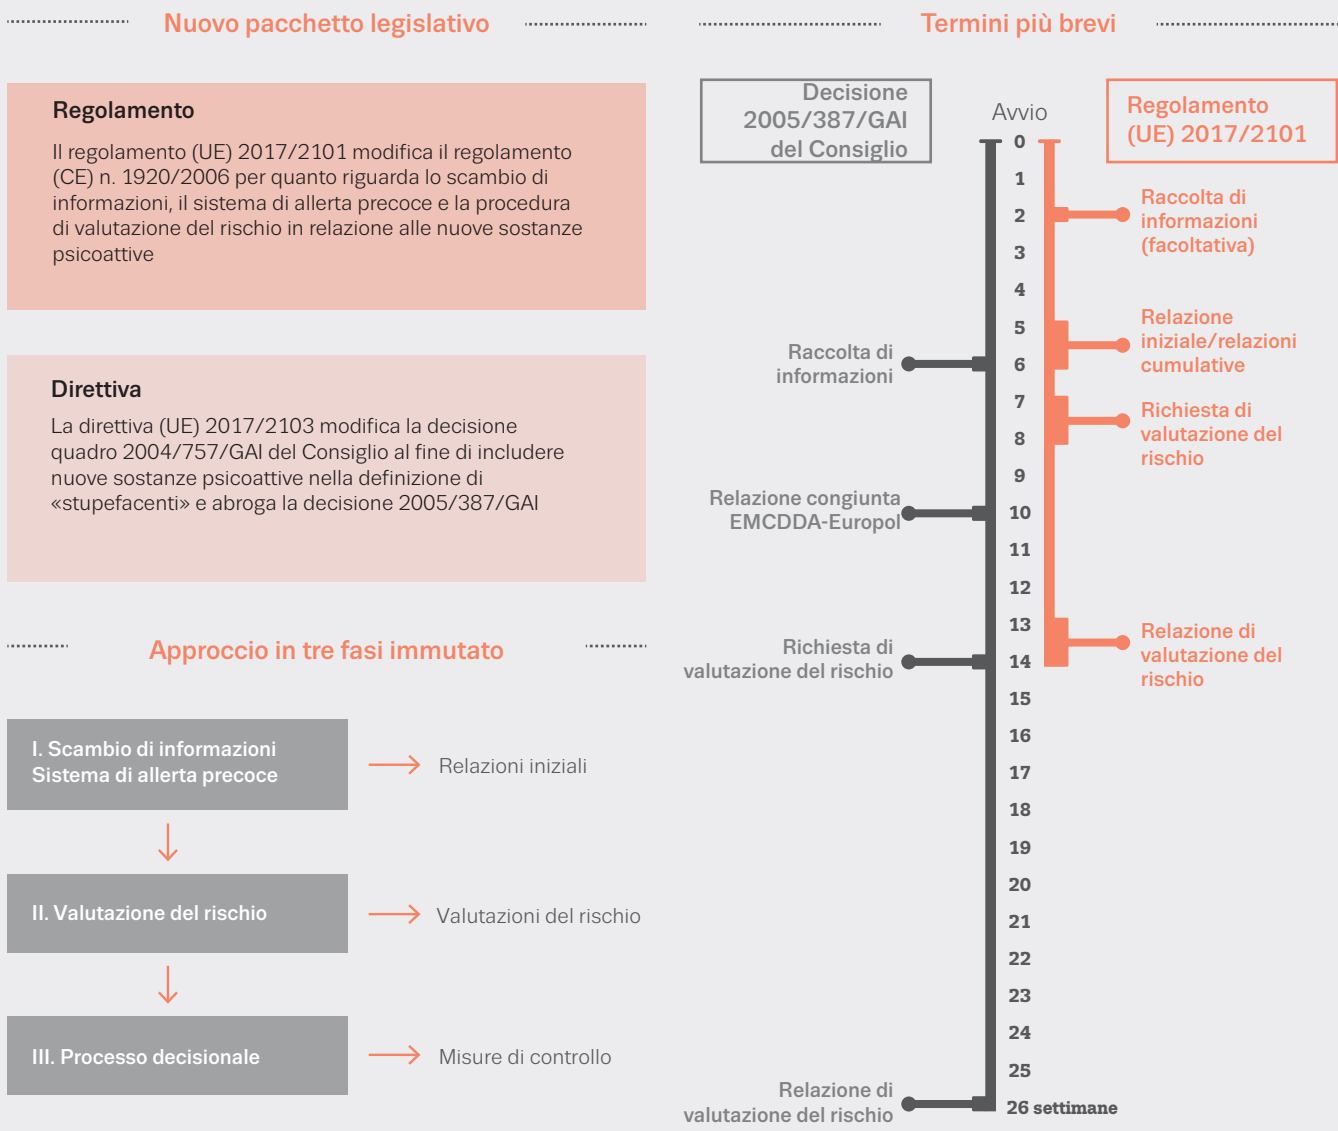 Nuovo pacchetto legislativo
Regolamento
Il regolamento (UE) 2017/2101 modifica il regolamento
(CE) n. 1920/2006 per quanto riguarda lo scambio di
informazioni, il sistema di allerta precoce e la procedura
di valutazione del rischio in relazione alle nuove sostanze
psicoattive
Direttiva
La direttiva (UE) 2017/2103 modifica la decisione
quadro 2004/757/GAI del Consiglio al fine di includere
nuove sostanze psicoattive nella definizione di
«stupefacenti» e abroga la decisione 2005/387/GAI
Approccio in tre fasi immutato
I. Scambio di informazioni
Sistema di allerta precoce
Relazioni iniziali
II. Valutazione del rischio
Valutazioni del rischio
III. Processo decisionale
Misure di controllo
Termini più brevi
Decisione
2005/387/GAI
del Consiglio
Avvio
Regolamento
(UE) 2017/2101
0
1
2
3
4
5
6
7
8
9
10
11
12
13
14
15
16
17
18
19
20
21
22
23
24
25
26 settimane
Raccolta di
informazioni
Relazione congiunta
EMCDDA-Europol
Richiesta di
valutazione del rischio
Relazione di
valutazione del rischio
Raccolta di
informazioni
(facoltativa)
Relazione
iniziale/relazioni
cumulative
Richiesta di
valutazione del
rischio
Relazione di
valutazione del
rischio